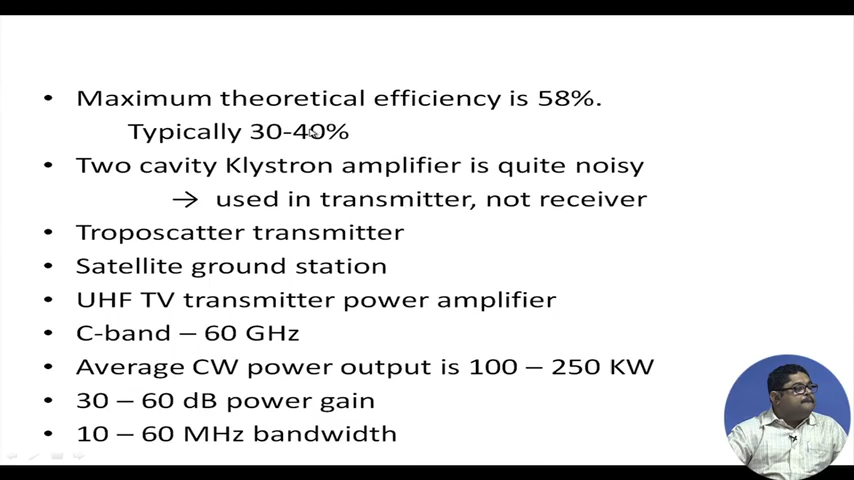 • Maximum theoretical efficiency is 58%.
Typically 30-40%
• Two cavity Klystron amplifier is quite noisy
→ used in transmitter, not receiver
• Troposcatter transmitter
• Satellite ground station
• UHF TV transmitter power amplifier
• C-band – 60 GHz
• Average CW power output is 100 – 250 KW
• 30 – 60 dB power gain
• 10 – 60 MHz bandwidth